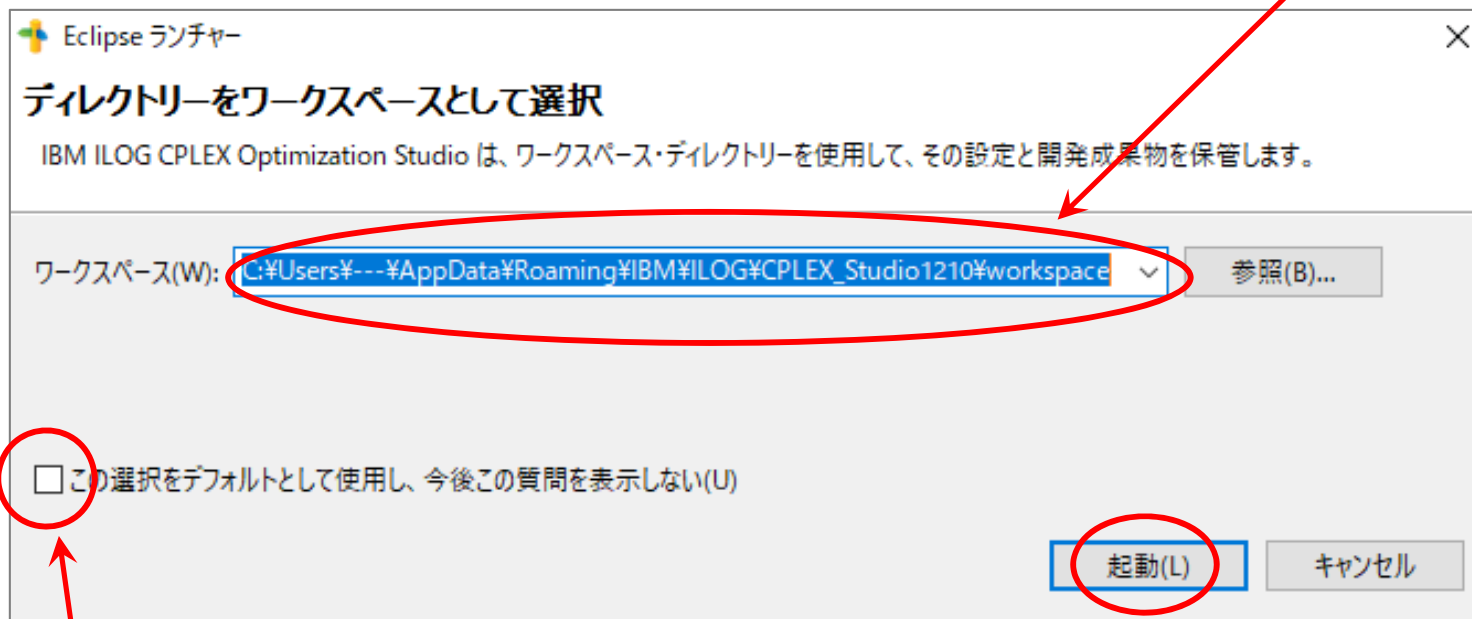 Eclipse ランチャー
ディレクトリーをワークスペースとして選択
IBM ILOG CPLEX Optimization Studio は、ワークスペース・ディレクトリーを使用して、その設定と開発成果物を保管します。
ワークスペース(W): C:¥Users¥---¥AppData¥Roaming¥IBM¥ILOG¥CPLEX_Studio1210¥workspace 参照(B)...
この選択をデフォルトとして使用し、今後この質問を表示しない(U)
起動(L) キャンセル